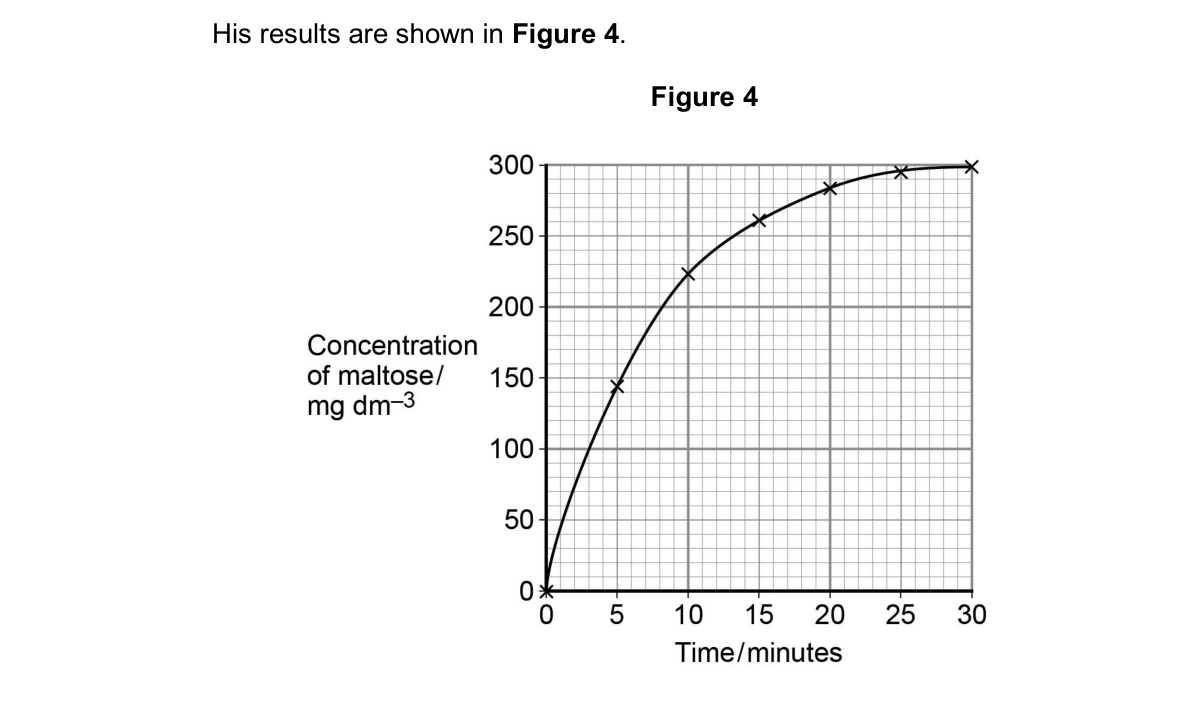 His results are shown in Figure 4.
Figure 4
300
250
200
150
100
50
0
Concentration
of maltose/
mg dm–3
0 5 10 15 20 25 30
Time/minutes